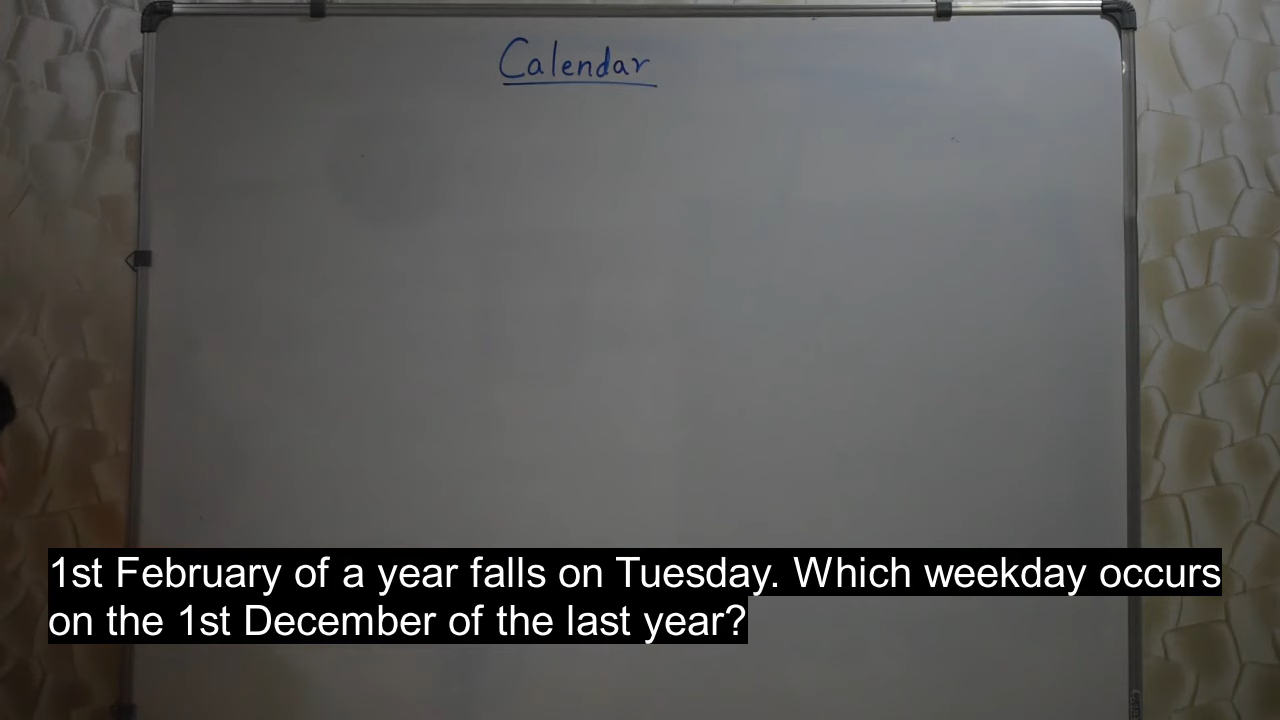 Calendar
1st February of a year falls on Tuesday. Which weekday occurs
on the 1st December of the last year?